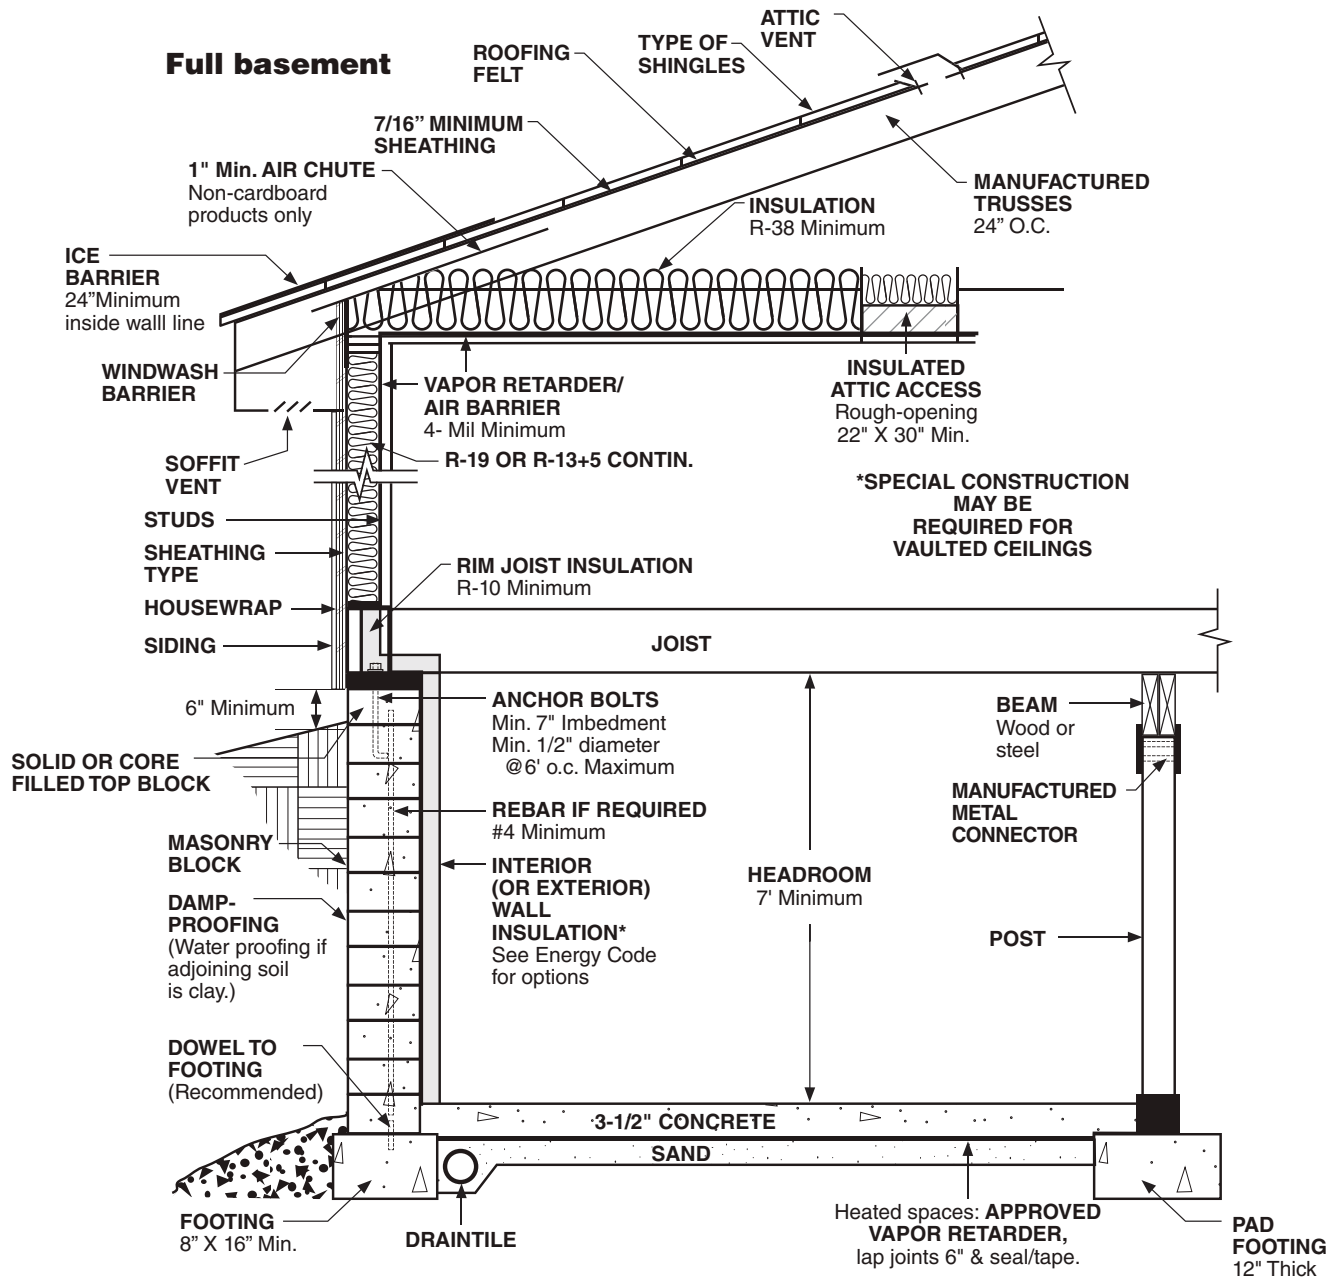 Full basement
ATTIC
VENT
TYPE OF
SHINGLES
ROOFING
FELT
7/16” MINIMUM
SHEATHING
1" Min. AIR CHUTE
Non-cardboard
products only
MANUFACTURED
TRUSSES
24” O.C.
INSULATION
R-38 Minimum
ICE
BARRIER
24”Minimum
inside walll line
WINDWASH
BARRIER
VAPOR RETARDER/
AIR BARRIER
4- Mil Minimum
INSULATED
ATTIC ACCESS
Rough-opening
22" X 30" Min.
SOFFIT
VENT
R-19 OR R-13+5 CONTIN.
*SPECIAL CONSTRUCTION
MAY BE
REQUIRED FOR
VAULTED CEILINGS
STUDS
SHEATHING
TYPE
RIM JOIST INSULATION
R-10 Minimum
HOUSEWRAP
SIDING
JOIST
6" Minimum
ANCHOR BOLTS
Min. 7" Imbedment
Min. 1/2" diameter
@6' o.c. Maximum
BEAM
Wood or
steel
SOLID OR CORE
FILLED TOP BLOCK
REBAR IF REQUIRED
#4 Minimum
MANUFACTURED
METAL
CONNECTOR
MASONRY
BLOCK
INTERIOR
(OR EXTERIOR)
WALL
INSULATION*
See Energy Code
for options
HEADROOM
7' Minimum
DAMP-
PROOFING
(Water proofing if
adjoining soil
is clay.)
POST
DOWEL TO
FOOTING
(Recommended)
3-1/2" CONCRETE
SAND
FOOTING
8” X 16” Min.
DRAINTILE
Heated spaces: APPROVED
VAPOR RETARDER,
lap joints 6" & seal/tape.
PAD
FOOTING
12" Thick